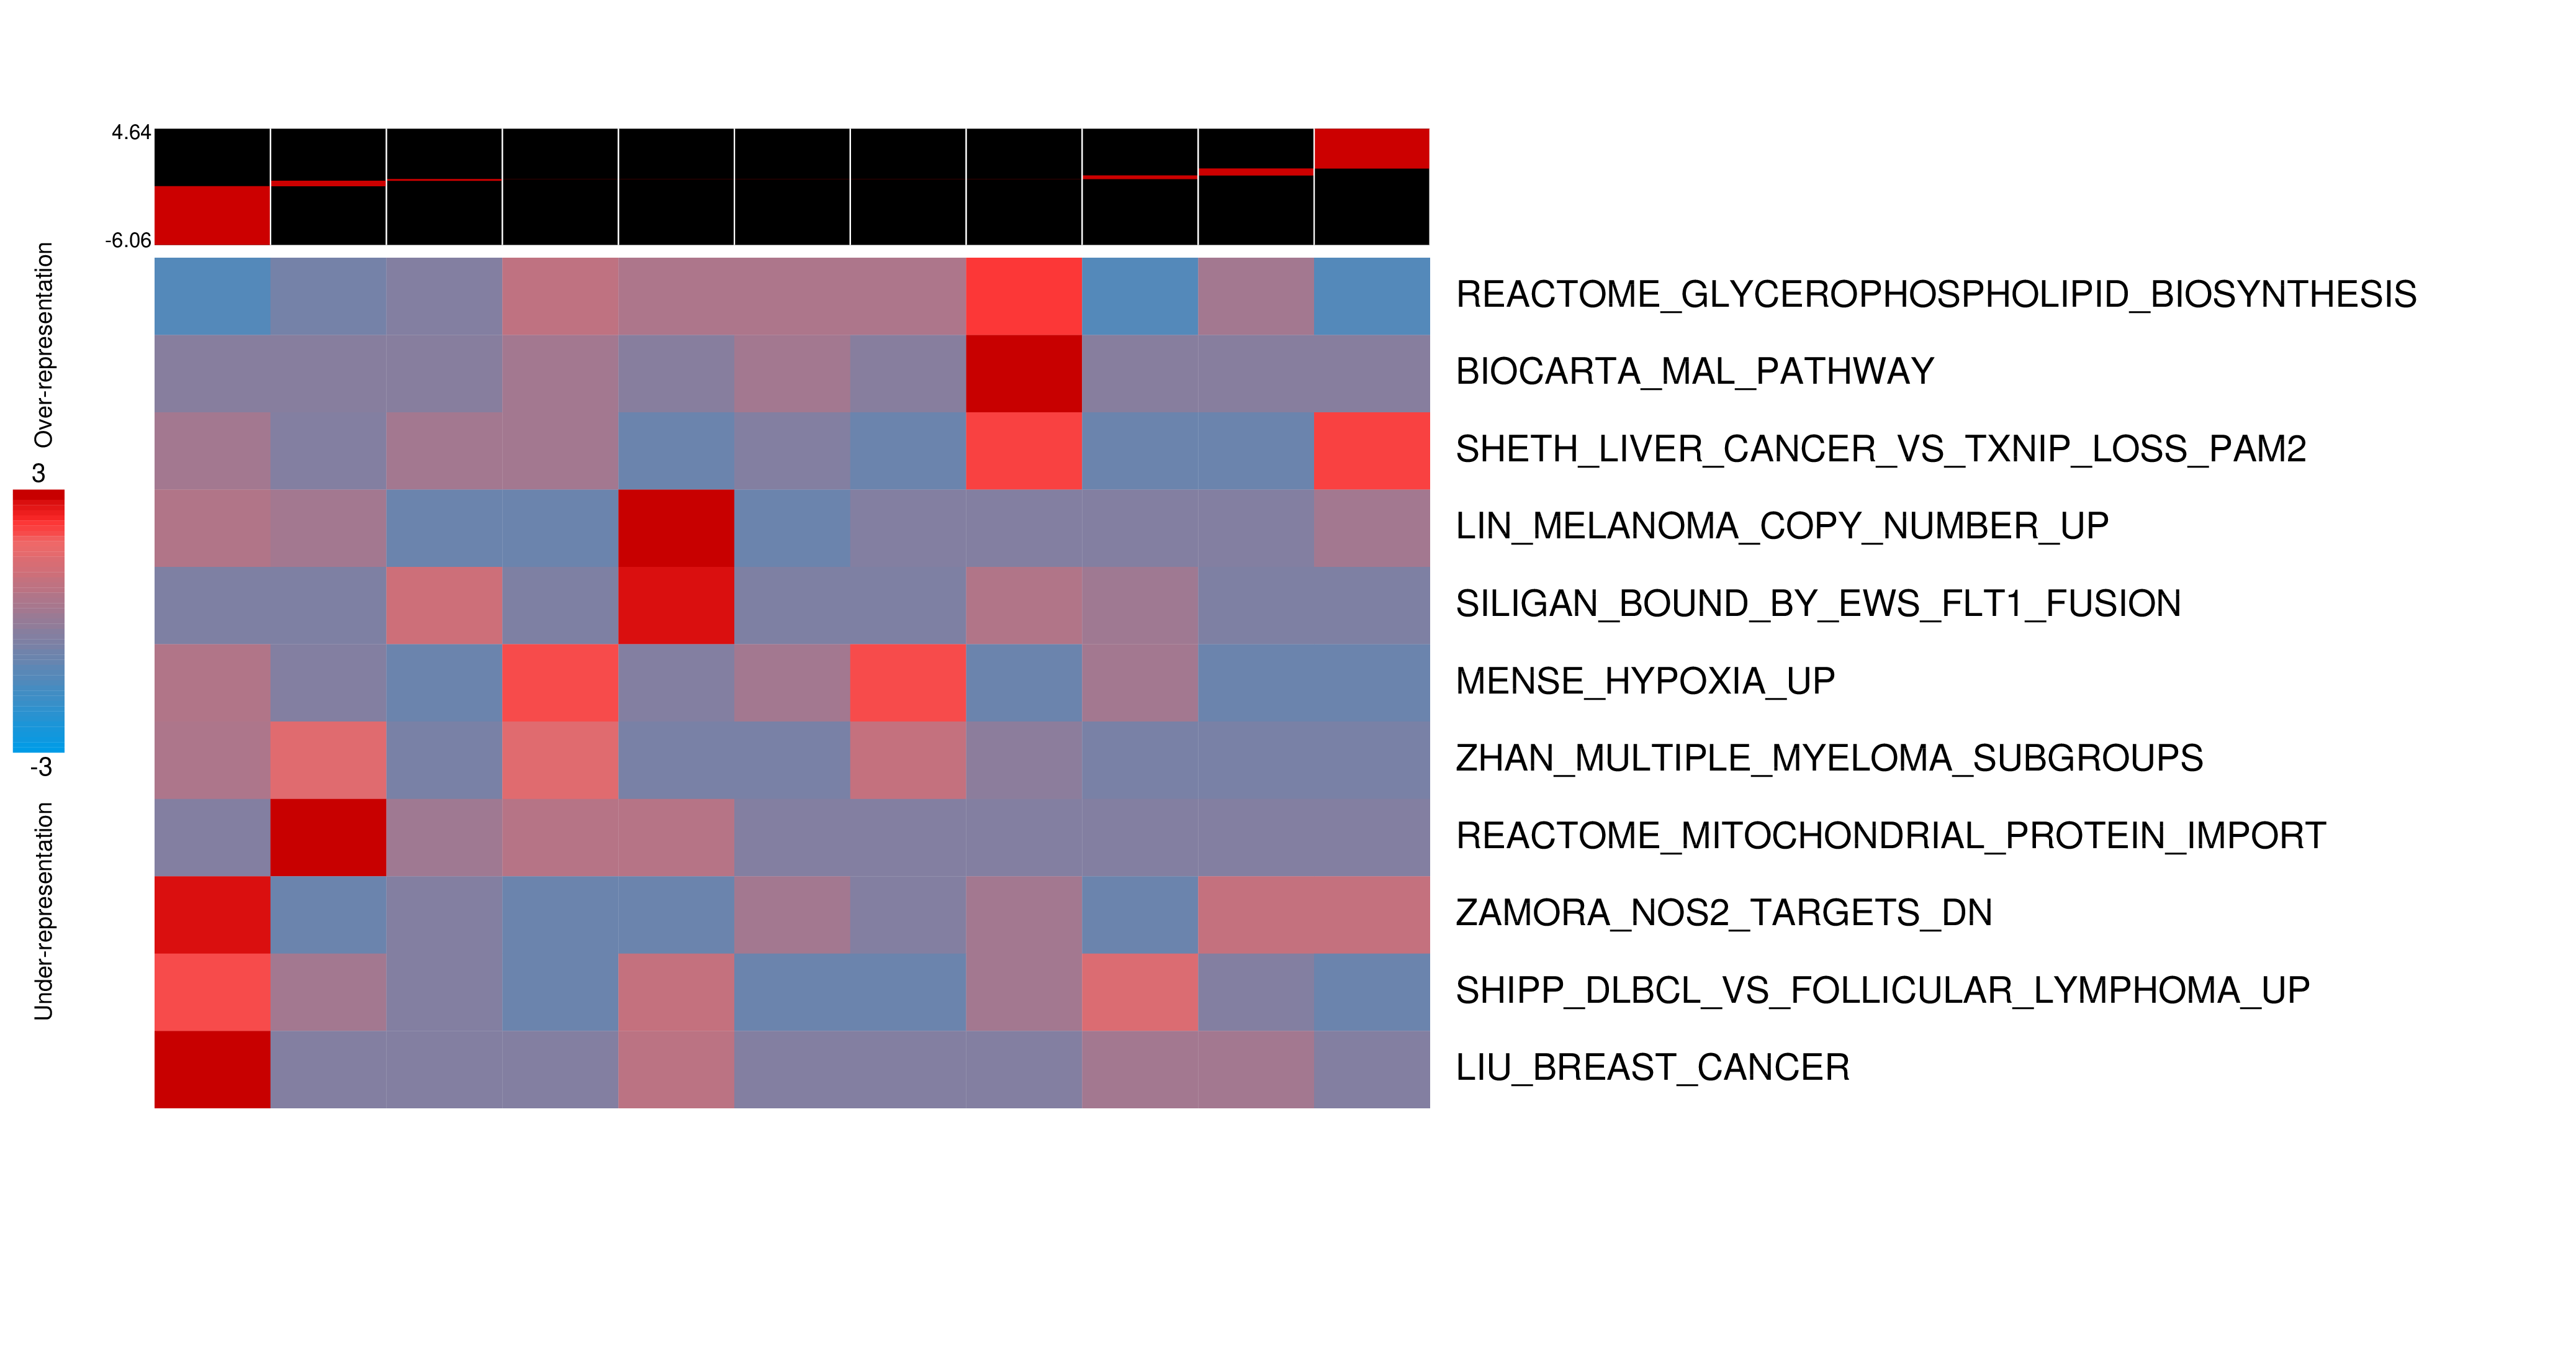 4.64
-6.06
Over-representation
3
-3
Under-representation
REACTOME_GLYCEROPHOSPHOLIPID_BIOSYNTHESIS
BIOCARTA_MAL_PATHWAY
SHETH_LIVER_CANCER_VS_TXNIP_LOSS_PAM2
LIN_MELANOMA_COPY_NUMBER_UP
SILIGAN_BOUND_BY_EWS_FLT1_FUSION
MENSE_HYPOXIA_UP
ZHAN_MULTIPLE_MYELOMA_SUBGROUPS
REACTOME_MITOCHONDRIAL_PROTEIN_IMPORT
ZAMORA_NOS2_TARGETS_DN
SHIPP_DLBCL_VS_FOLLICULAR_LYMPHOMA_UP
LIU_BREAST_CANCER